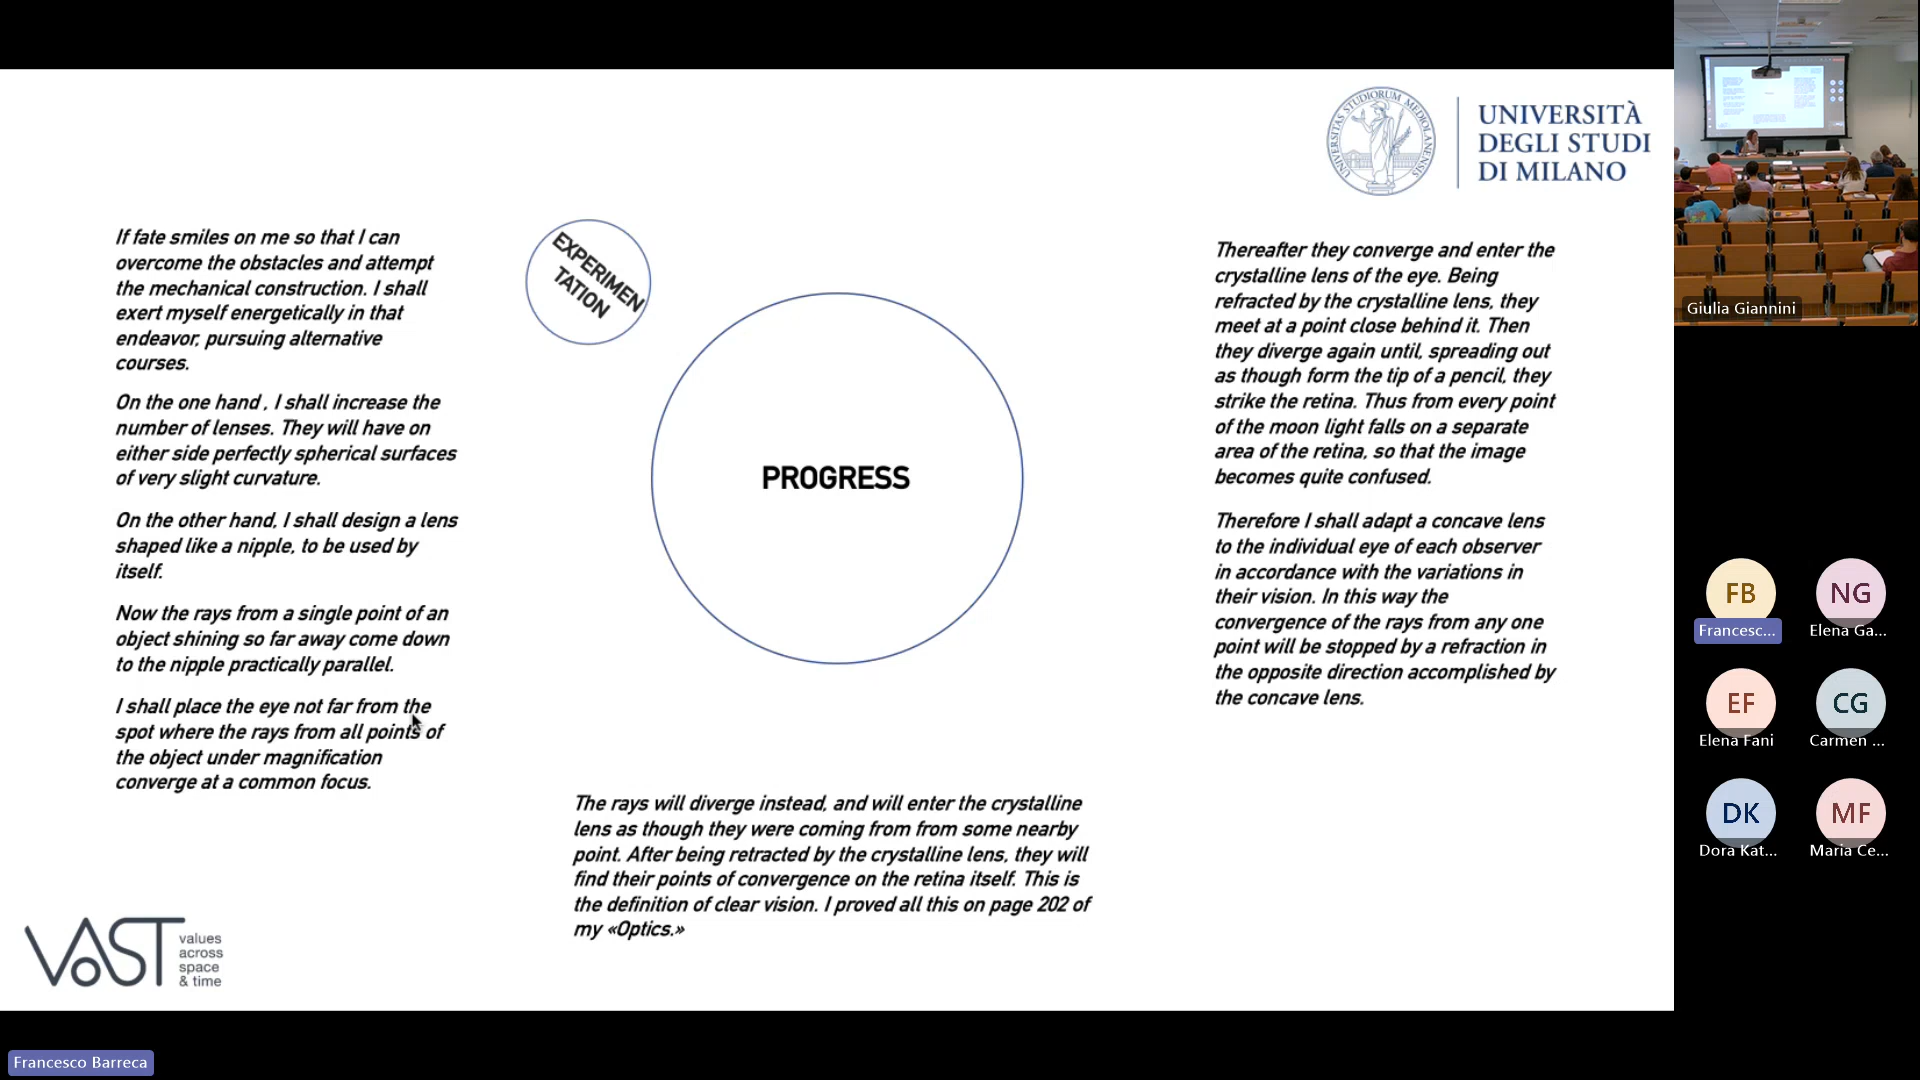 UNIVERSITÀ
DEGLI STUDI
DI MILANO
If fate smiles on me so that I can
overcome the obstacles and attempt
the mechanical construction. I shall
exert myself energetically in that
endeavor, pursuing alternative
courses.
On the one hand , I shall increase the
number of lenses. They will have on
either side perfectly spherical surfaces
of very slight curvature.
On the other hand, I shall design a lens
shaped like a nipple, to be used by
itself.
Now the rays from a single point of an
object shining so far away come down
to the nipple practically parallel.
I shall place the eye not far from the
spot where the rays from all points of
the object under magnification
converge at a common focus.
EXPERIMEN
TATION
PROGRESS
The rays will diverge instead, and will enter the crystalline
lens as though they were coming from from some nearby
point. After being retracted by the crystalline lens, they will
find their points of convergence on the retina itself. This is
the definition of clear vision. I proved all this on page 202 of
my «Optics.»
Thereafter they converge and enter the
crystalline lens of the eye. Being
refracted by the crystalline lens, they
meet at a point close behind it. Then
they diverge again until, spreading out
as though form the tip of a pencil, they
strike the retina. Thus from every point
of the moon light falls on a separate
area of the retina, so that the image
becomes quite confused.
Therefore I shall adapt a concave lens
to the individual eye of each observer
in accordance with the variations in
their vision. In this way the
convergence of the rays from any one
point will be stopped by a refraction in
the opposite direction accomplished by
the concave lens.
VAST
values
across
space
& time
Francesco Barreca
Giulia Giannini
FB
Francesc...
NG
Elena Ga...
EF
Elena Fani
CG
Carmen ...
DK
Dora Kat...
MF
Maria Ce...